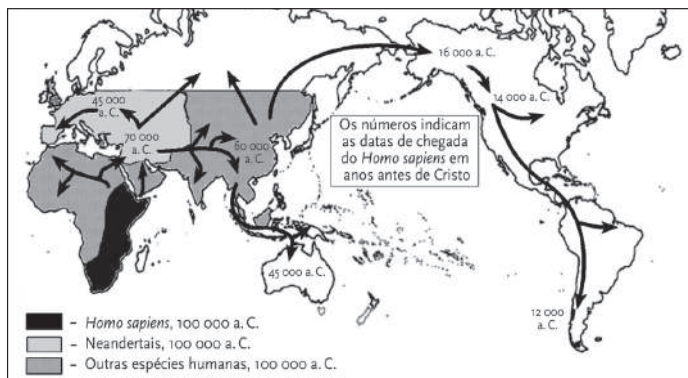 16 000 a. C.
14 000 a. C.
45 000
a. C.
70 000
a. C.
60 000
a. C.
Os números indicam
as datas de chegada
do Homo sapiens em
anos antes de Cristo
45 000 a. C.
12 000
a. C.
– Homo sapiens, 100 000 a. C.
– Neandertais, 100 000 a. C.
– Outras espécies humanas, 100 000 a. C.